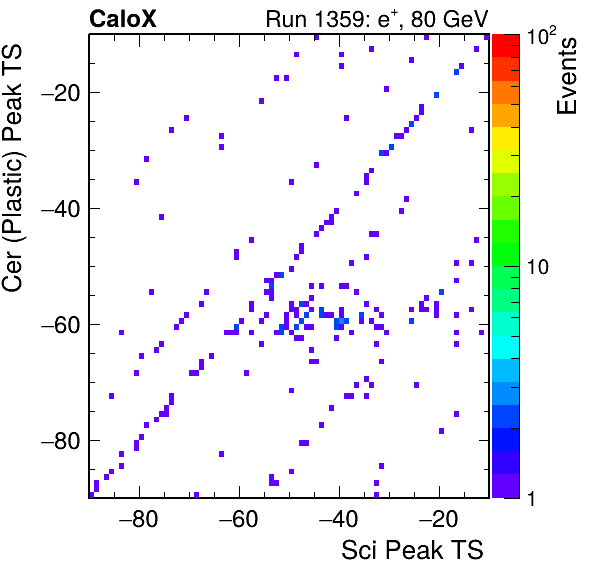 CaloX
Run 1359: e⁺, 80 GeV
Cer (Plastic) Peak TS
−20
−40
−60
−80
−80
−60
−40
−20
Sci Peak TS
10²
10
1
Events